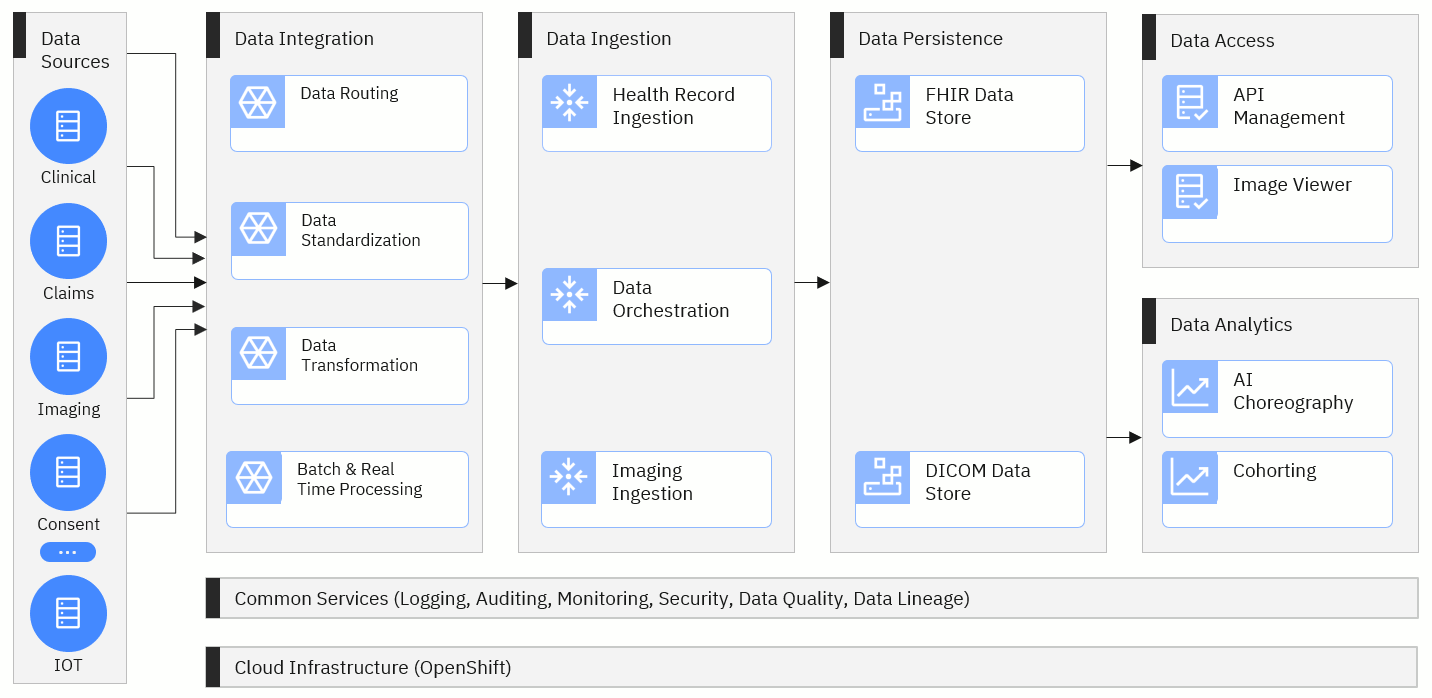 Data
Sources
Clinical
Claims
Imaging
Consent
IOT
Data Integration
Data Routing
Data
Standardization
Data
Transformation
Batch & Real
Time Processing
Data Ingestion
Health Record
Ingestion
Data
Orchestration
Imaging
Ingestion
Data Persistence
FHIR Data
Store
DICOM Data
Store
Data Access
API
Management
Image Viewer
Data Analytics
AI
Choreography
Cohorting
Common Services (Logging, Auditing, Monitoring, Security, Data Quality, Data Lineage)
Cloud Infrastructure (OpenShift)